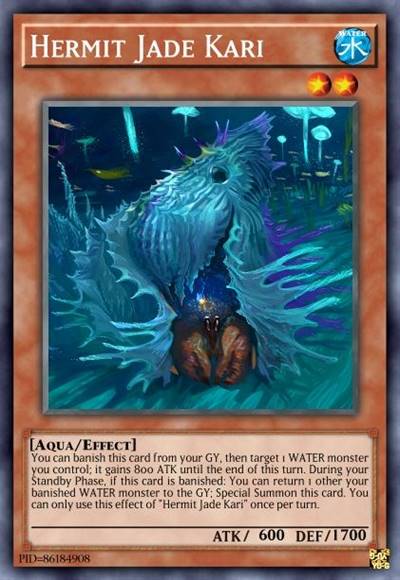 Hermit Jade Kari
WATER
水
[Aqua/Effect]
You can banish this card from your GY, then target 1 WATER monster
you control; it gains 800 ATK until the end of this turn. During your
Standby Phase, if this card is banished: You can return 1 other your
banished WATER monster to the GY; Special Summon this card. You
can only use this effect of "Hermit Jade Kari" once per turn.
ATK/ 600 DEF/1700
PID=86184908